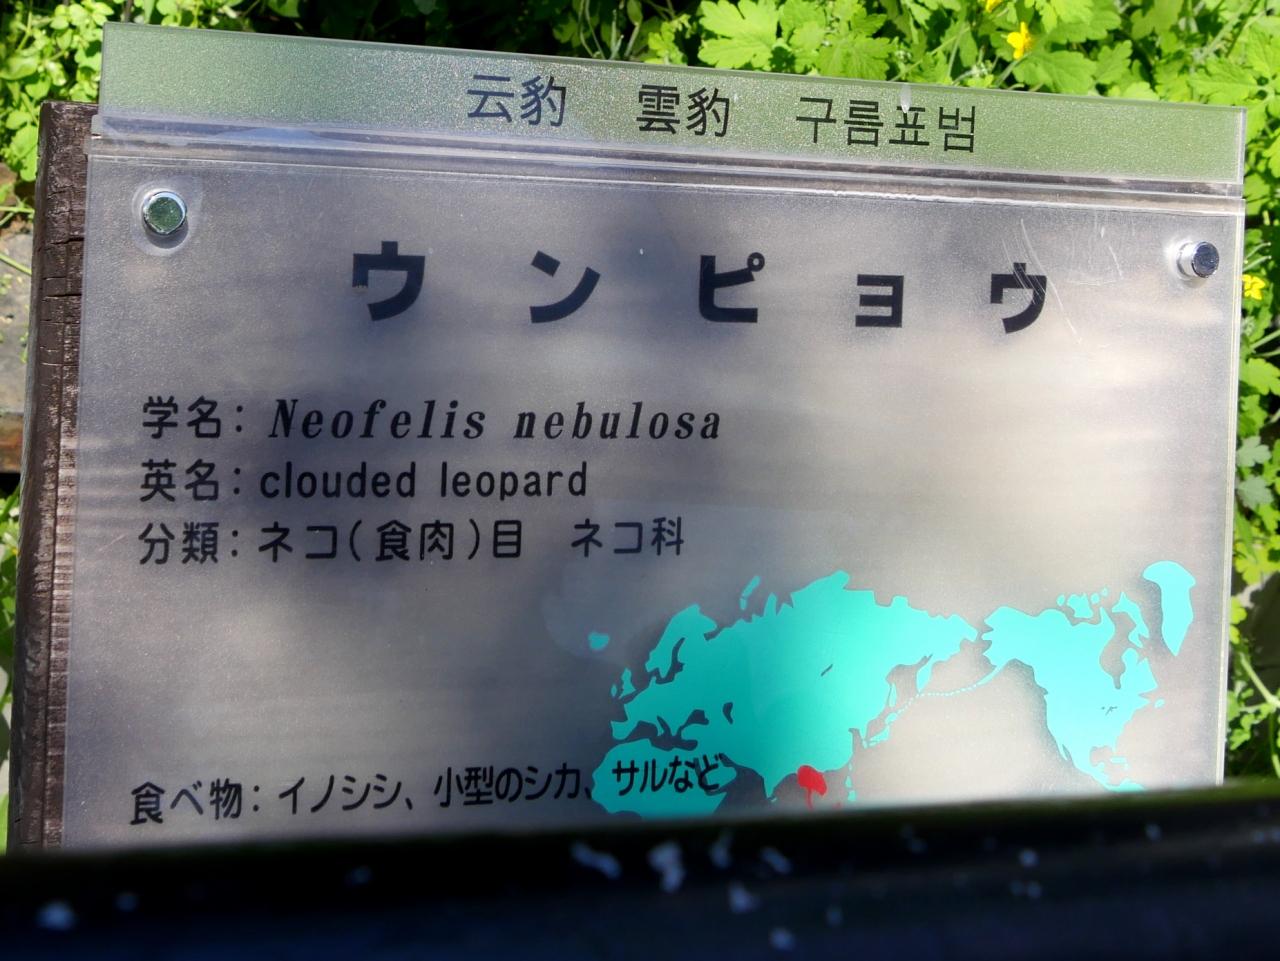 云豹 雲豹 구름표범
ウンピョウ
学名：Neofelis nebulosa
英名：clouded leopard
分類：ネコ(食肉)目 ネコ科
食べ物：イノシシ、小型のシカ、サルなど